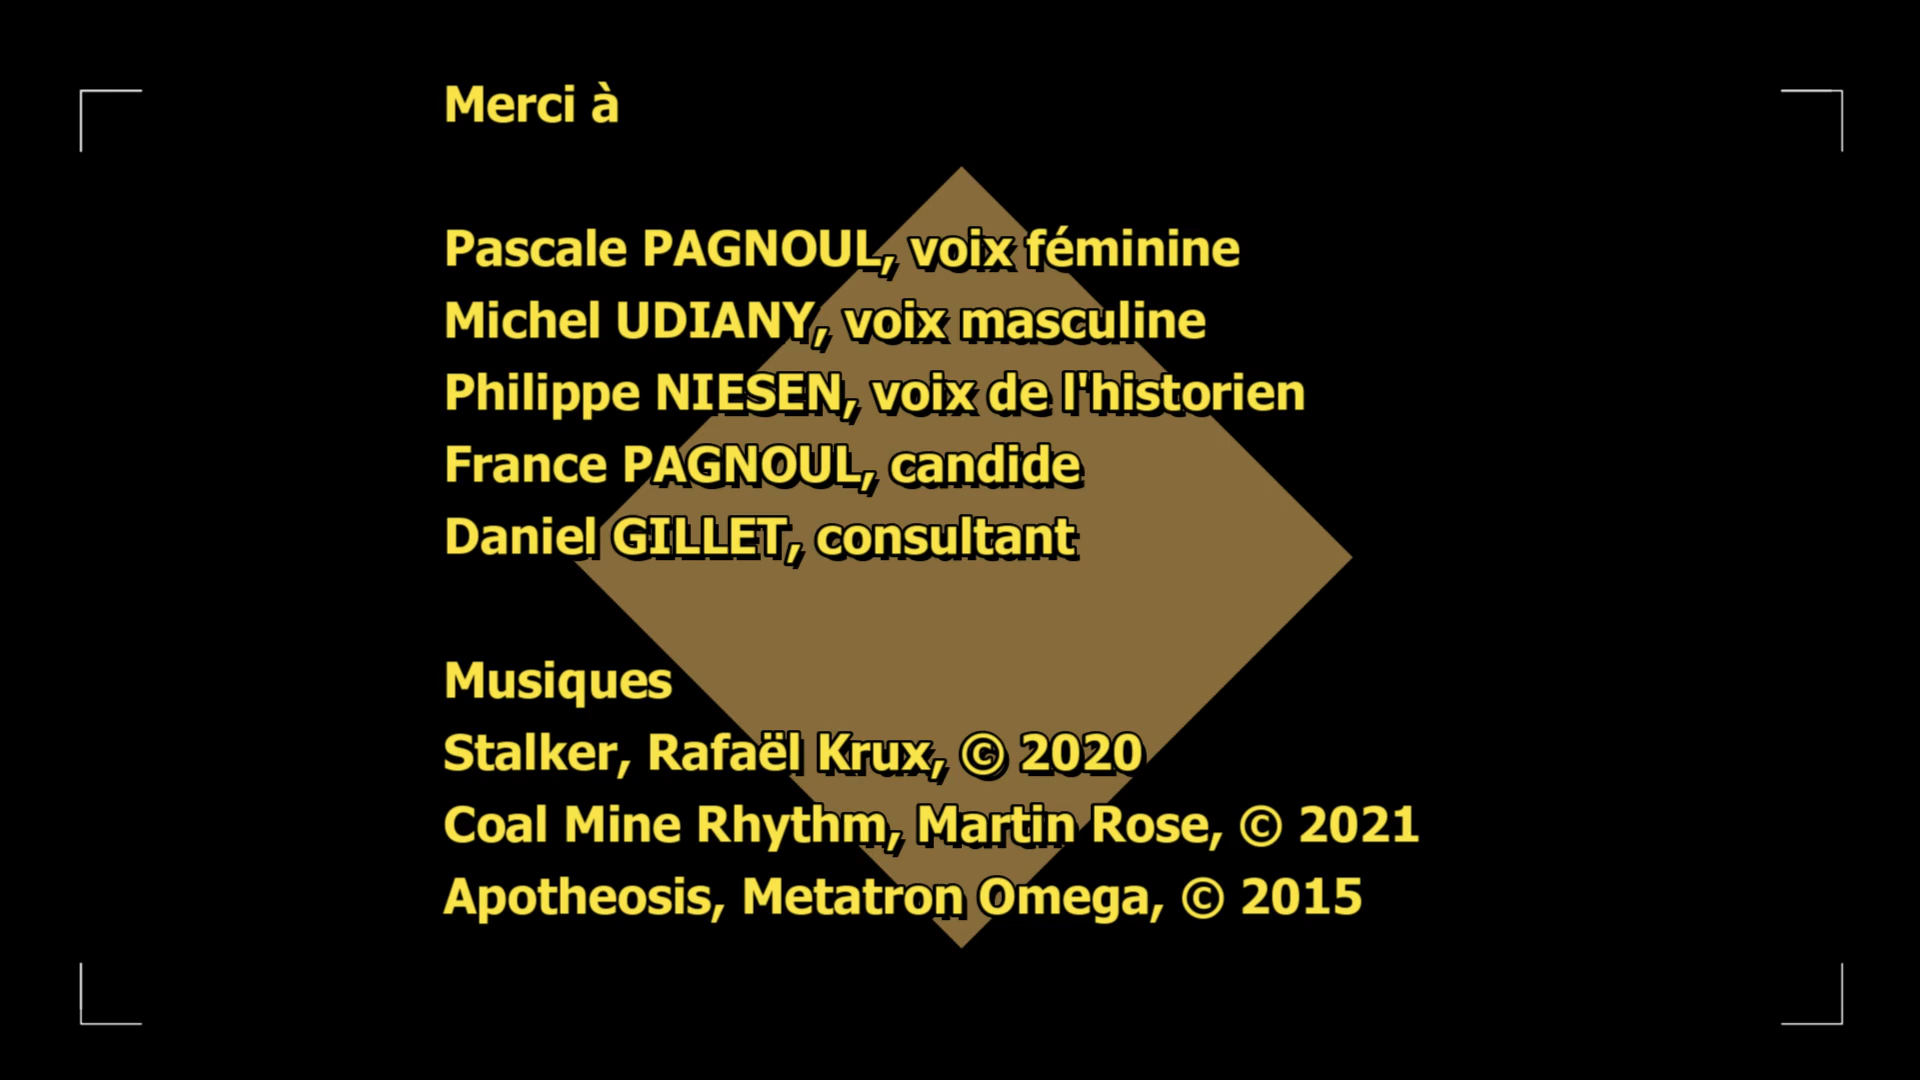 Merci à
Pascale PAGNOUL, voix féminine
Michel UDIANY, voix masculine
Philippe NIESEN, voix de l'historien
France PAGNOUL, candide
Daniel GILLET, consultant
Musiques
Stalker, Rafaël Krux, © 2020
Coal Mine Rhythm, Martin Rose, © 2021
Apotheosis, Metatron Omega, © 2015